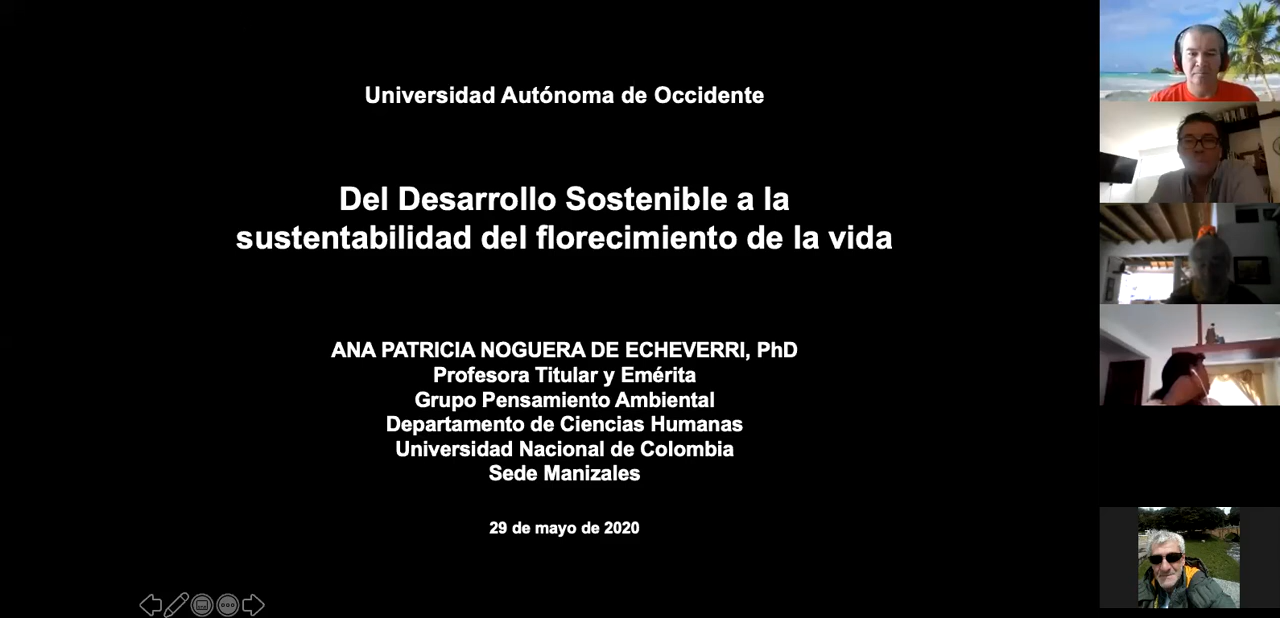 Universidad Autónoma de Occidente
Del Desarrollo Sostenible a la
sustentabilidad del florecimiento de la vida
ANA PATRICIA NOGUERA DE ECHEVERRI, PhD
Profesora Titular y Emérita
Grupo Pensamiento Ambiental
Departamento de Ciencias Humanas
Universidad Nacional de Colombia
Sede Manizales
29 de mayo de 2020